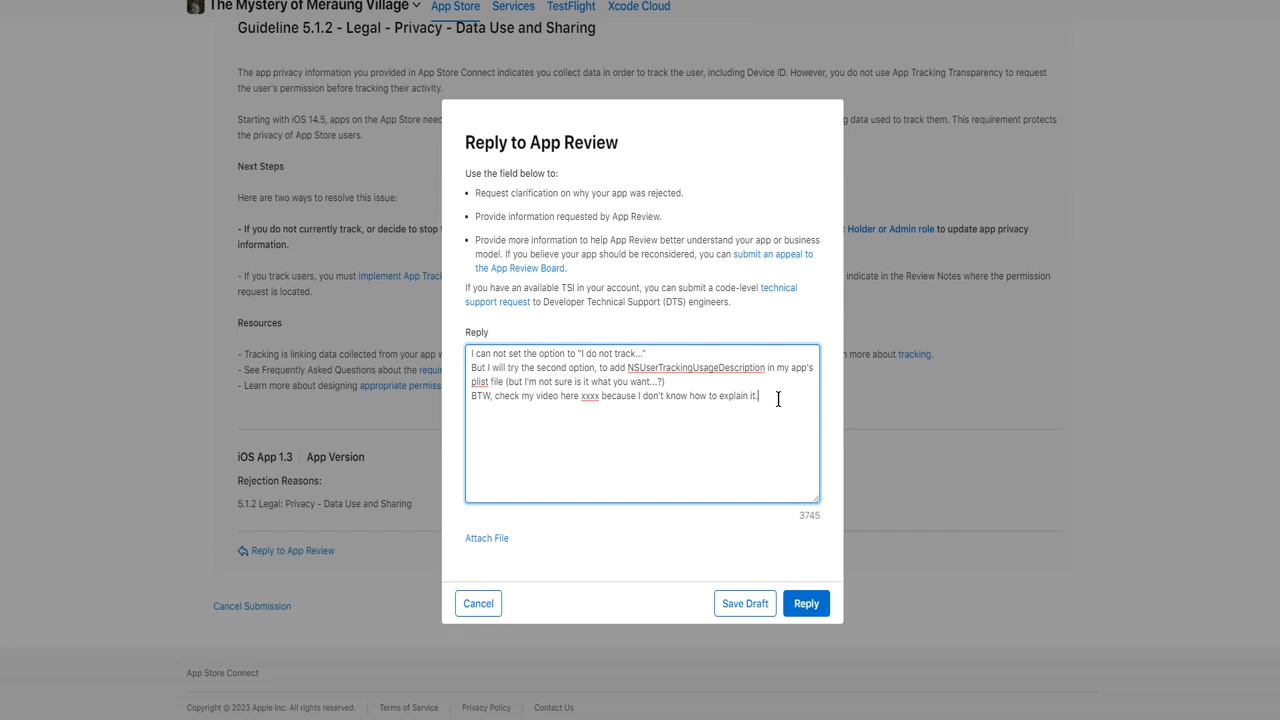 The Mystery of Meraung Village
App Store
Services
TestFlight
Xcode Cloud
Guideline 5.1.2 - Legal - Privacy - Data Use and Sharing
The app privacy information you provided in App Store Connect indicates you collect data in order to track the user, including Device ID. However, you do not use App Tracking Transparency to request
the user's permission before tracking their activity.
Starting with iOS 14.5, apps on the App Store need
g data used to track them. This requirement protects
the privacy of App Store users.
Next Steps
Here are two ways to resolve this issue:
- If you do not currently track, or decide to stop t
t Holder or Admin role to update app privacy
information.
- If you track users, you must implement App Trac
indicate in the Review Notes where the permission
request is located.
Resources
- Tracking is linking data collected from your app w
n more about tracking.
- See Frequently Asked Questions about the requir
- Learn more about designing appropriate permiss
iOS App 1.3
App Version
Rejection Reasons:
5.1.2 Legal: Privacy - Data Use and Sharing
Reply to App Review
Cancel Submission
Reply to App Review
Use the field below to:
▪ Request clarification on why your app was rejected.
▪ Provide information requested by App Review.
▪ Provide more information to help App Review better understand your app or business
model. If you believe your app should be reconsidered, you can submit an appeal to
the App Review Board.
If you have an available TSI in your account, you can submit a code-level technical
support request to Developer Technical Support (DTS) engineers.
Reply
I can not set the option to "I do not track..."
But I will try the second option, to add NSUserTrackingUsageDescription in my app's
plist file (but I'm not sure is it what you want...?)
BTW, check my video here xxxx because I don't know how to explain it.
3745
Attach File
Cancel
Save Draft
Reply
App Store Connect
Copyright © 2023 Apple Inc. All rights reserved.
Terms of Service
Privacy Policy
Contact Us